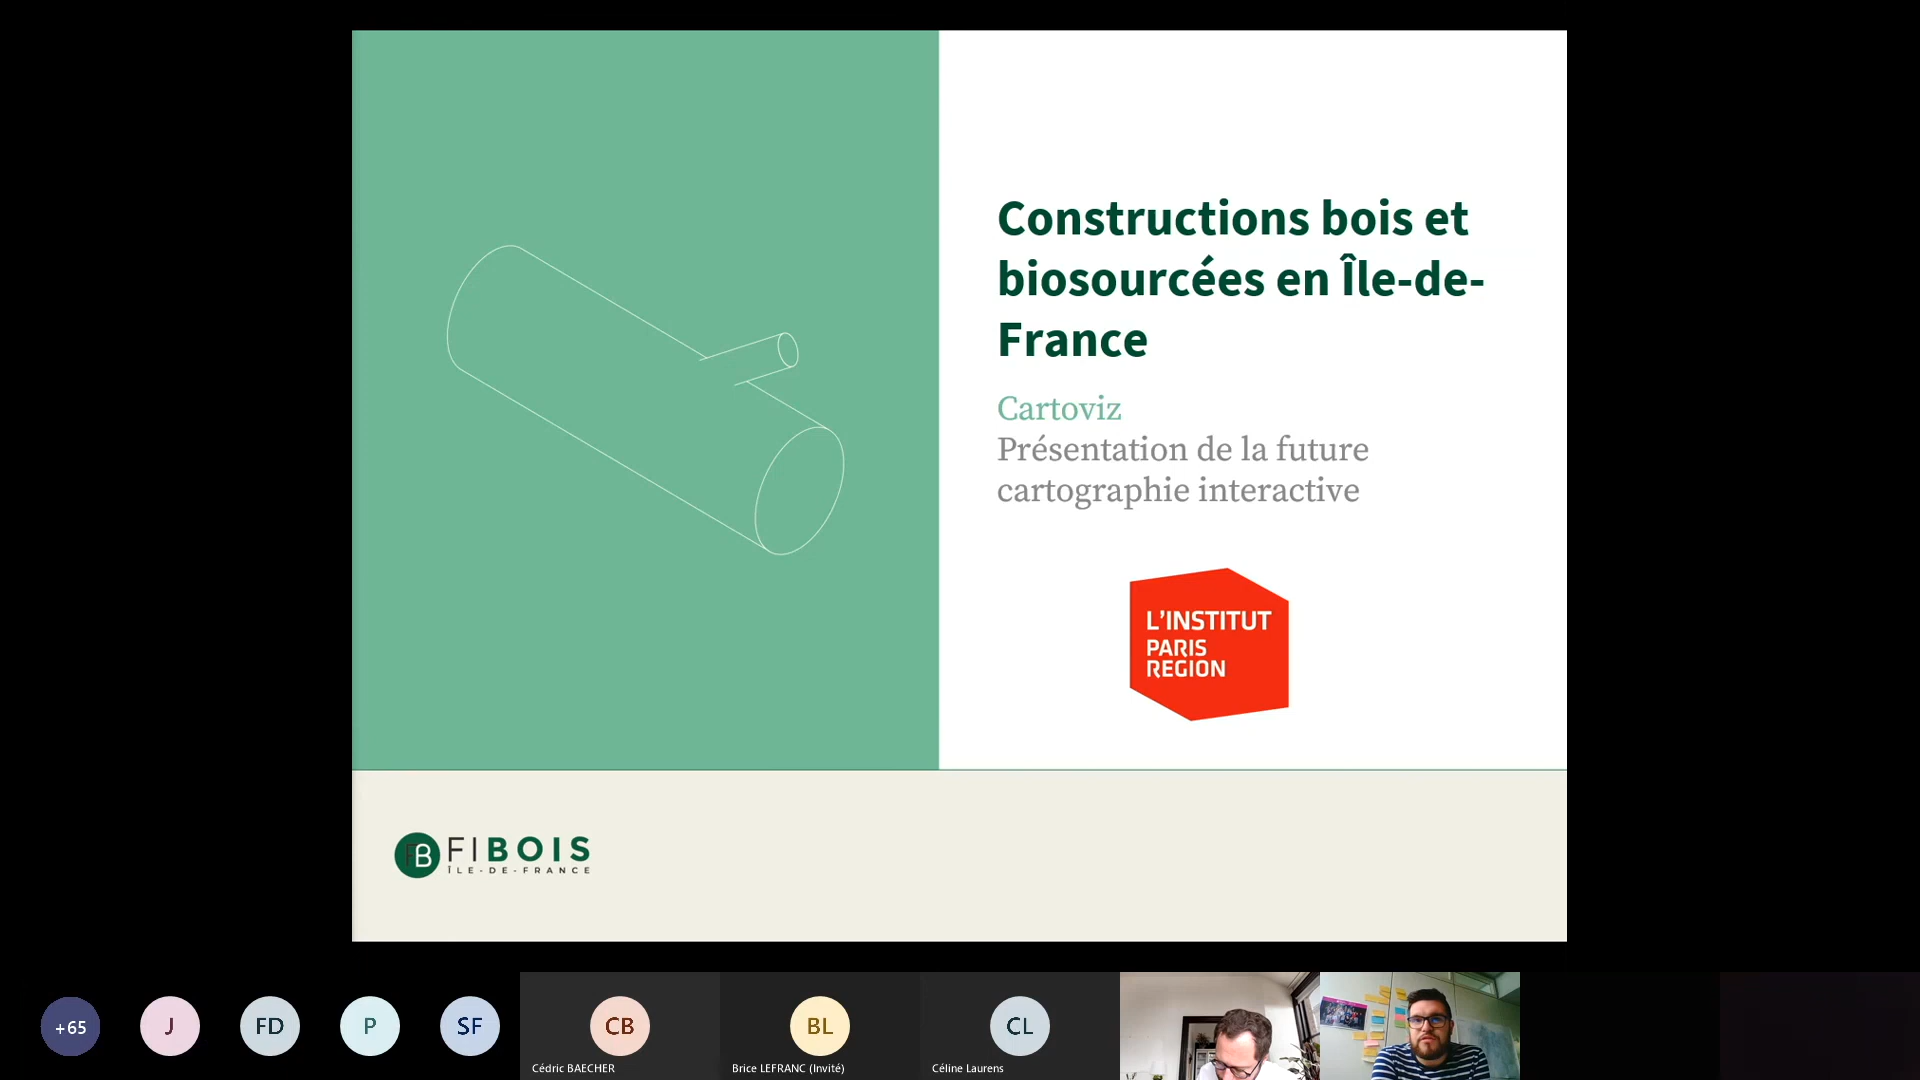 Constructions bois et
biosourcées en Île-de-
France
Cartoviz
Présentation de la future
cartographie interactive
L'INSTITUT
PARIS
REGION
FB
FIBOIS
ÎLE-DE-FRANCE
+65
J
FD
P
SF
CB
Cédric BAECHER
BL
Brice LEFRANC (Invité)
CL
Céline Laurens